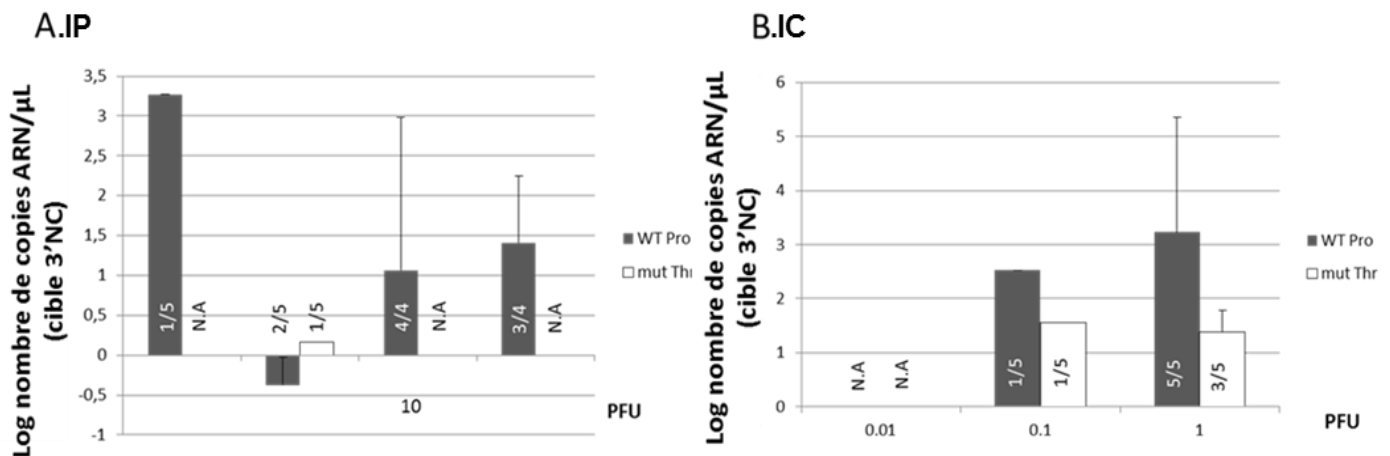 A.IP
Log nombre de copies ARN/µL
(cible 3'NC)
3,5
3
2,5
2
1,5
1
0,5
0
-0,5
-1
1/5
N.A
2/5
1/5
4/4
N.A
3/4
N.A
10
PFU
WT Pro
mut Thr
B.IC
Log nombre de copies ARN/µL
(cible 3'NC)
6
5
4
3
2
1
0
N.A
N.A
1/5
1/5
5/5
3/5
0.01
0.1
1
PFU
WT Pro
mut Thr